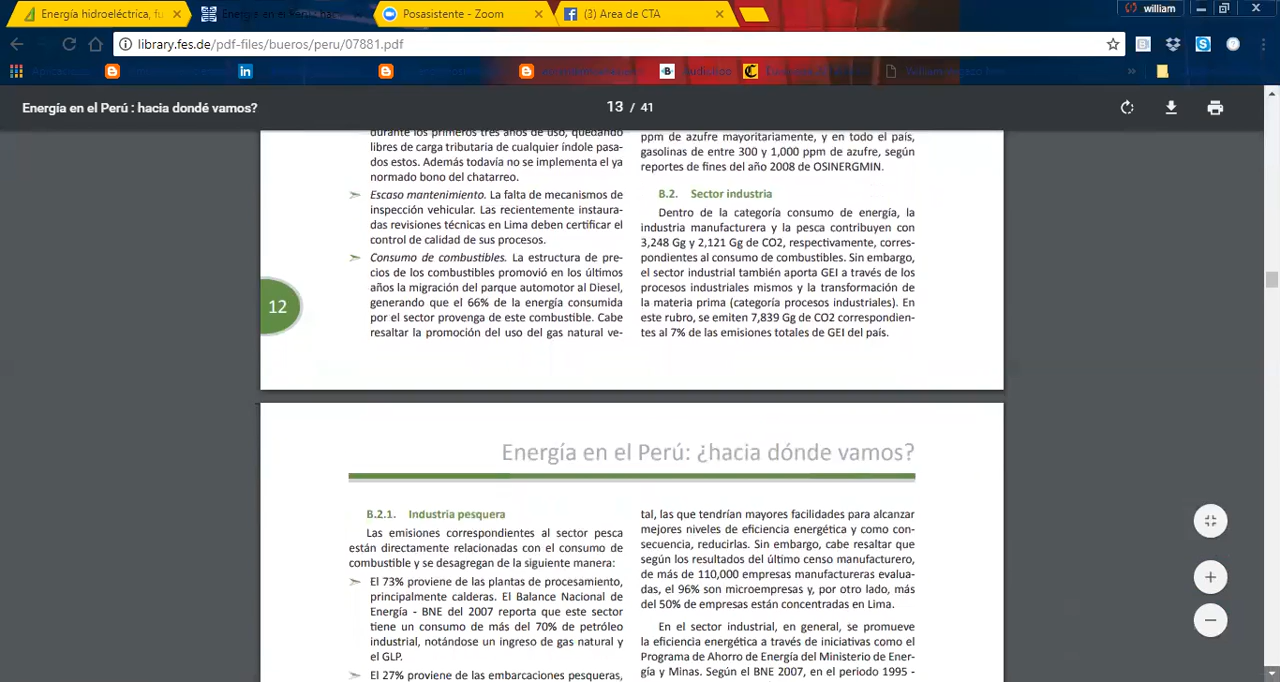 Energía hidroeléctrica, fu
Energía en el Perú: hac
Posasistente - Zoom
(3) Area de CTA
william
library.fes.de/pdf-files/bueros/peru/07881.pdf
Energía en el Perú : hacia dondé vamos?
13 / 41
durante los primeros tres años de uso, quedando
libres de carga tributaria de cualquier índole pasa-
dos estos. Además todavía no se implementa el ya
normado bono del chatarreo.
➣ Escaso mantenimiento. La falta de mecanismos de
inspección vehicular. Las recientemente instaura-
das revisiones técnicas en Lima deben certificar el
control de calidad de sus procesos.
➣ Consumo de combustibles. La estructura de pre-
cios de los combustibles promovió en los últimos
años la migración del parque automotor al Diesel,
generando que el 66% de la energía consumida
por el sector provenga de este combustible. Cabe
resaltar la promoción del uso del gas natural ve-
12
ppm de azufre mayoritariamente, y en todo el país,
gasolinas de entre 300 y 1,000 ppm de azufre, según
reportes de fines del año 2008 de OSINERGMIN.
B.2. Sector industria
Dentro de la categoría consumo de energía, la
industria manufacturera y la pesca contribuyen con
3,248 Gg y 2,121 Gg de CO2, respectivamente, corres-
pondientes al consumo de combustibles. Sin embargo,
el sector industrial también aporta GEI a través de los
procesos industriales mismos y la transformación de
la materia prima (categoría procesos industriales). En
este rubro, se emiten 7,839 Gg de CO2 correspondien-
tes al 7% de las emisiones totales de GEI del país.
Energía en el Perú: ¿hacia dónde vamos?
B.2.1. Industria pesquera
Las emisiones correspondientes al sector pesca
están directamente relacionadas con el consumo de
combustible y se desagregan de la siguiente manera:
➣ El 73% proviene de las plantas de procesamiento,
principalmente calderas. El Balance Nacional de
Energía - BNE del 2007 reporta que este sector
tiene un consumo de más del 70% de petróleo
industrial, notándose un ingreso de gas natural y
el GLP.
➣ El 27% proviene de las embarcaciones pesqueras,
tal, las que tendrían mayores facilidades para alcanzar
mejores niveles de eficiencia energética y como con-
secuencia, reducirlas. Sin embargo, cabe resaltar que
según los resultados del último censo manufacturero,
de más de 110,000 empresas manufactureras evalua-
das, el 96% son microempresas y, por otro lado, más
del 50% de empresas están concentradas en Lima.
En el sector industrial, en general, se promueve
la eficiencia energética a través de iniciativas como el
Programa de Ahorro de Energía del Ministerio de Ener-
gía y Minas. Según el BNE 2007, en el periodo 1995 -